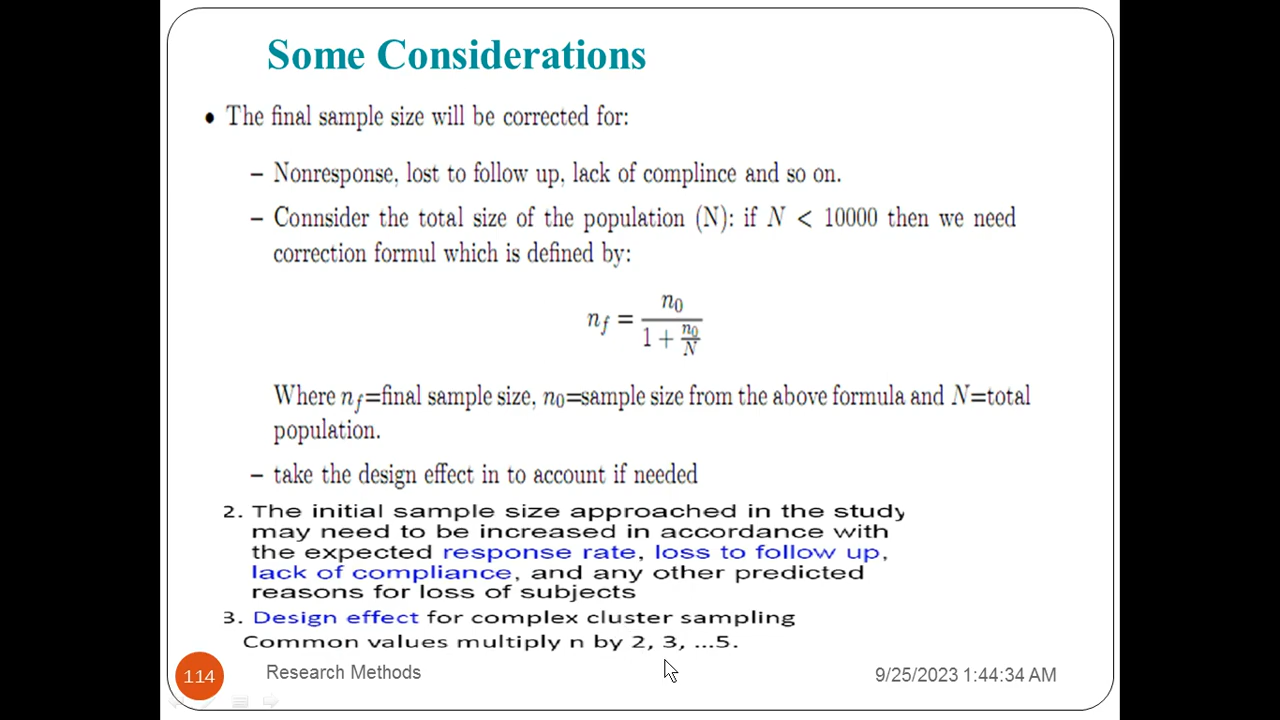 Some Considerations
• The final sample size will be corrected for:
– Nonresponse, lost to follow up, lack of complince and so on.
– Connsider the total size of the population (N): if N < 10000 then we need
correction formul which is defined by:
n_f = n_0 / (1 + n_0/N)
Where n_f=final sample size, n_0=sample size from the above formula and N=total
population.
– take the design effect in to account if needed
2. The initial sample size approached in the study
may need to be increased in accordance with
the expected response rate, loss to follow up,
lack of compliance, and any other predicted
reasons for loss of subjects
3. Design effect for complex cluster sampling
Common values multiply n by 2, 3, ...5.
114
Research Methods
9/25/2023 1:44:34 AM